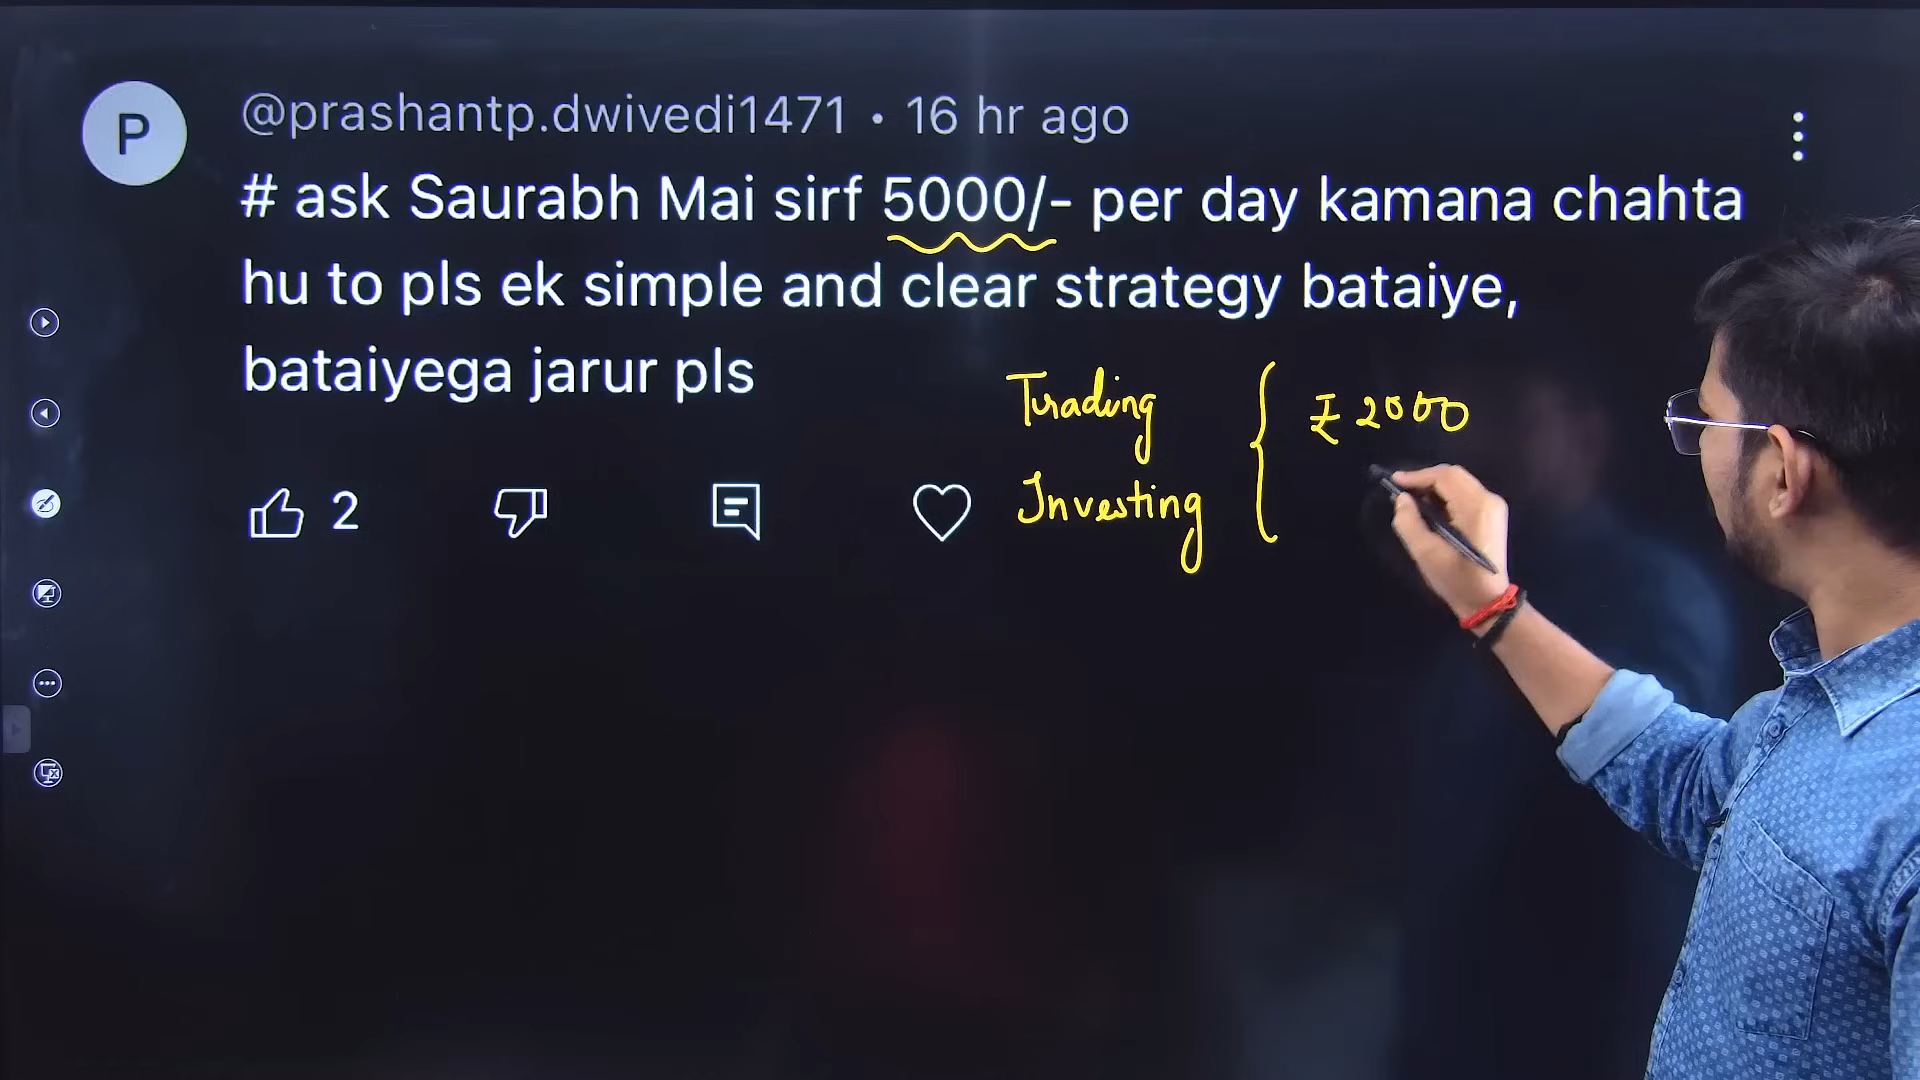 P
@prashantp.dwivedi1471 • 16 hr ago
# ask Saurabh Mai sirf 5000/- per day kamana chahta
hu to pls ek simple and clear strategy bataiye,
bataiyega jarur pls
2
Trading
Investing
₹ 2000